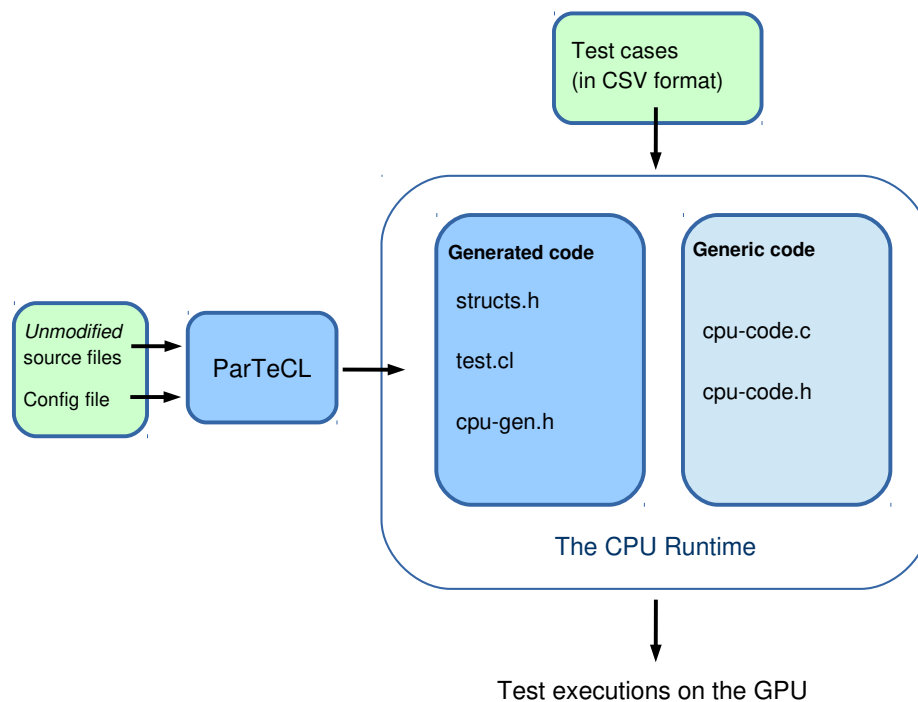 Test cases
(in CSV format)
Unmodified
source files
Config file
ParTeCL
Generated code
structs.h
test.cl
cpu-gen.h
Generic code
cpu-code.c
cpu-code.h
The CPU Runtime
Test executions on the GPU